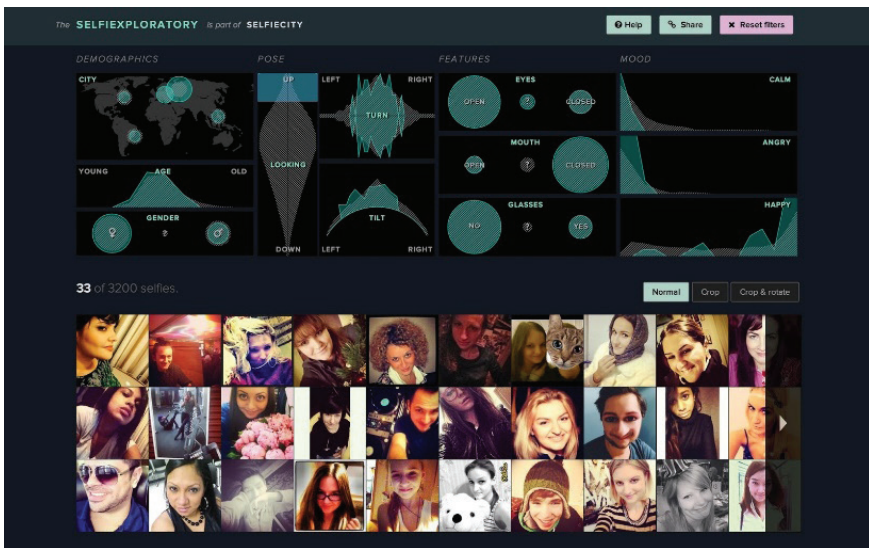 The SELFIEXPLORATORY is part of SELFIECITY
Help
Share
Reset filters
DEMOGRAPHICS
POSE
FEATURES
MOOD
CITY
YOUNG AGE OLD
GENDER
?
UP
LOOKING
DOWN
LEFT RIGHT
TURN
TILT
LEFT RIGHT
EYES
OPEN ? CLOSED
MOUTH
OPEN ? CLOSED
GLASSES
NO ? YES
CALM
ANGRY
HAPPY
33 of 3200 selfies.
Normal
Crop
Crop & rotate